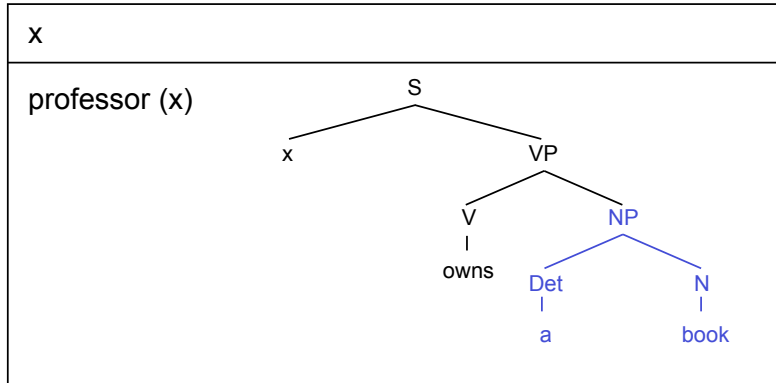 x
professor (x)
S
x VP
V NP
owns
Det N
a book